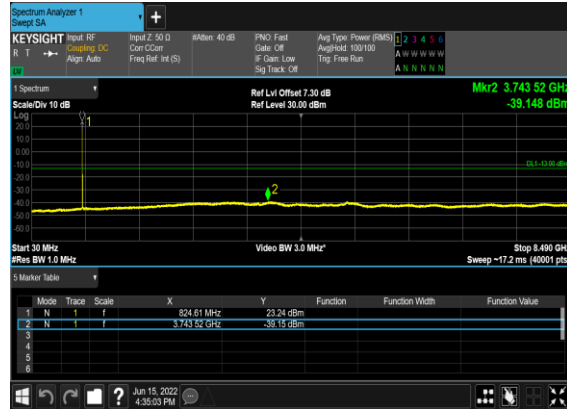 Spectrum Analyzer 1
Swept SA
+
KEYSIGHT Input: RF Input Z: 50 Ω #Atten: 40 dB PNO: Fast Avg Type: Power (RMS) 1 2 3 4 5 6
R T Coupling: DC Corr CCorr Gate: Off Avg|Hold: 100/100 A W W W W W
Align: Auto Freq Ref: Int (S) IF Gain: Low Trig: Free Run
Sig Track: Off A N N N N N
1 Spectrum Ref Lvl Offset 7.30 dB Mkr2 3.743 52 GHz
Scale/Div 10 dB Ref Level 30.00 dBm -39.148 dBm
Log
20.0 1
10.0
0.00
-10.0 DL1 -13.00 dBm
-20.0
-30.0 2
-40.0
-50.0
-60.0
Start 30 MHz Video BW 3.0 MHz* Stop 8.490 GHz
#Res BW 1.0 MHz Sweep ~17.2 ms (40001 pts)
5 Marker Table
Mode Trace Scale X Y Function Function Width Function Value
1 N 1 f 824.61 MHz 23.24 dBm
2 N 1 f 3.743 52 GHz -39.15 dBm
3
4
5
6
? Jun 15, 2022
4:35:03 PM